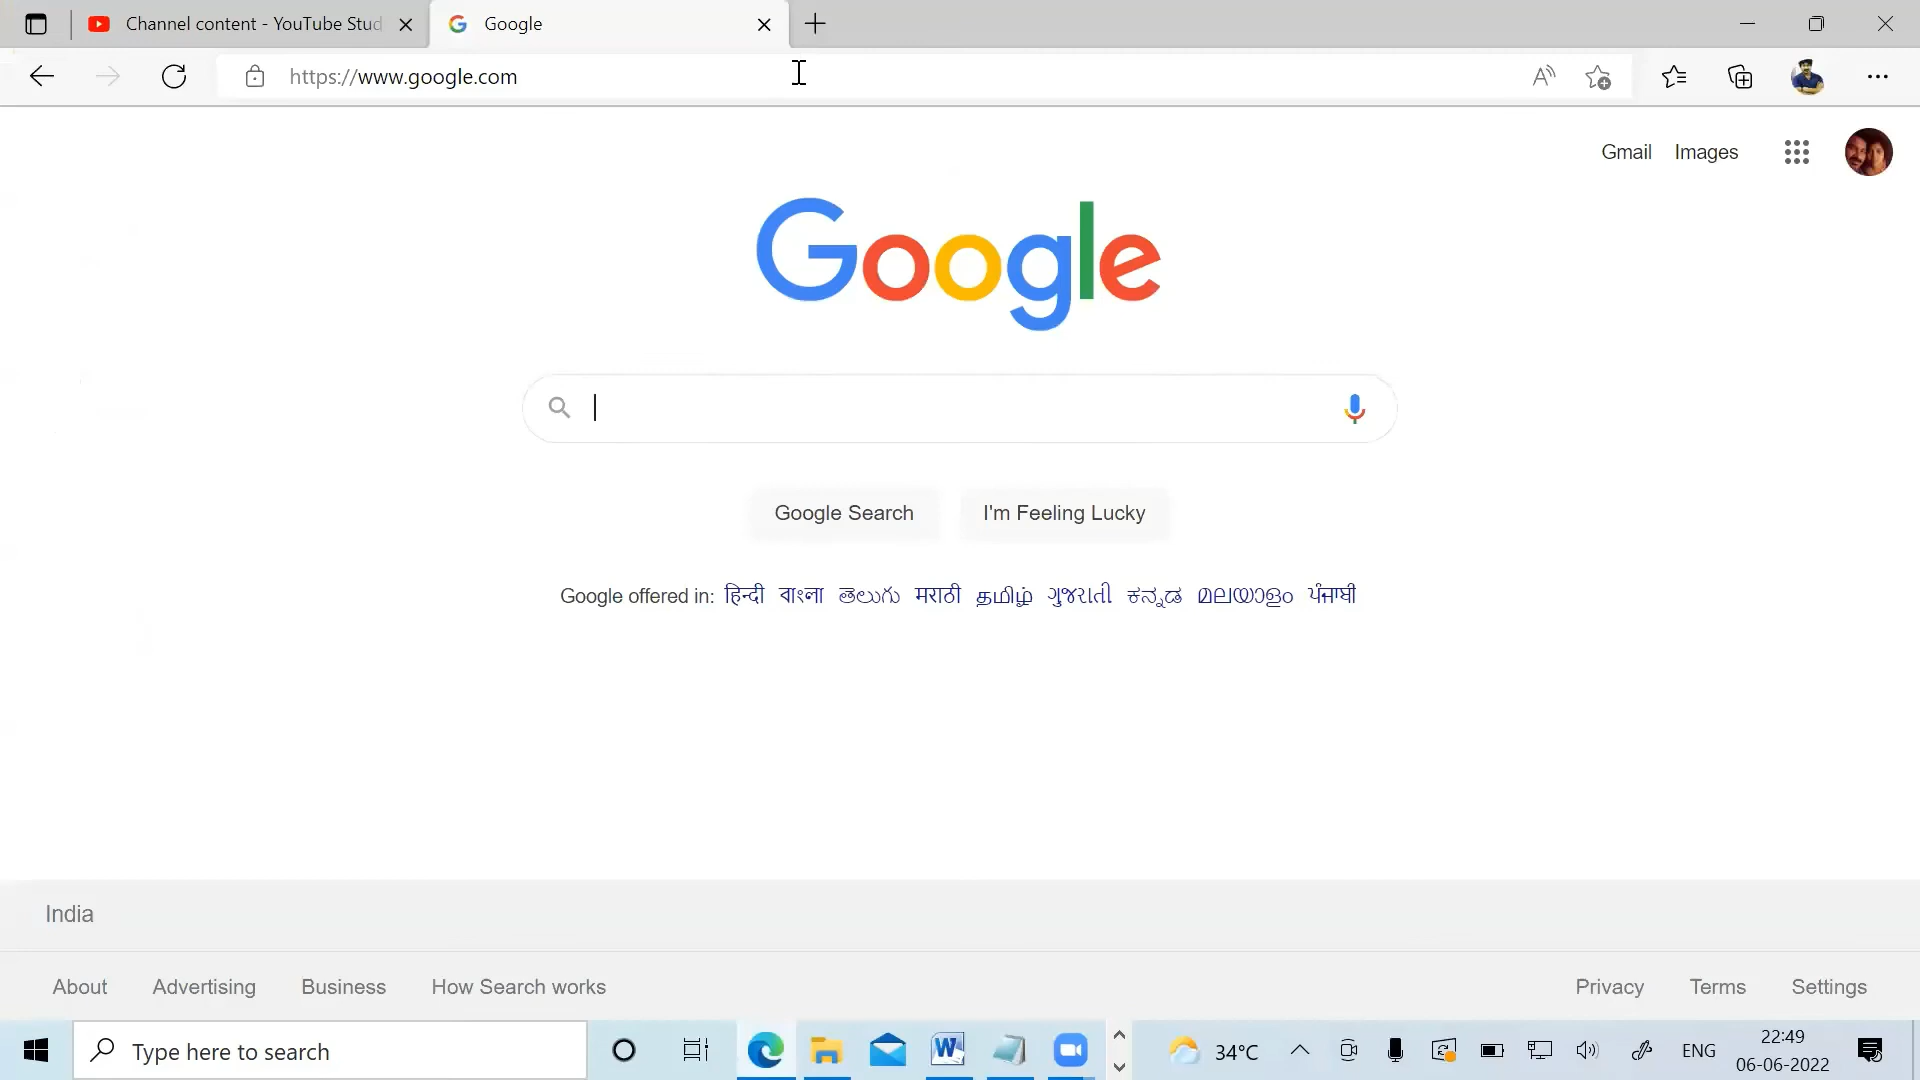 Channel content - YouTube Stud
Google
https://www.google.com
Gmail Images
Google
Google Search I'm Feeling Lucky
Google offered in: हिन्दी বাংলা తెలుగు मराठी தமிழ் ગુજરાતી ಕನ್ನಡ മലയാളം ਪੰਜਾਬੀ
India
About Advertising Business How Search works Privacy Terms Settings
Type here to search
34°C
ENG
22:49
06-06-2022